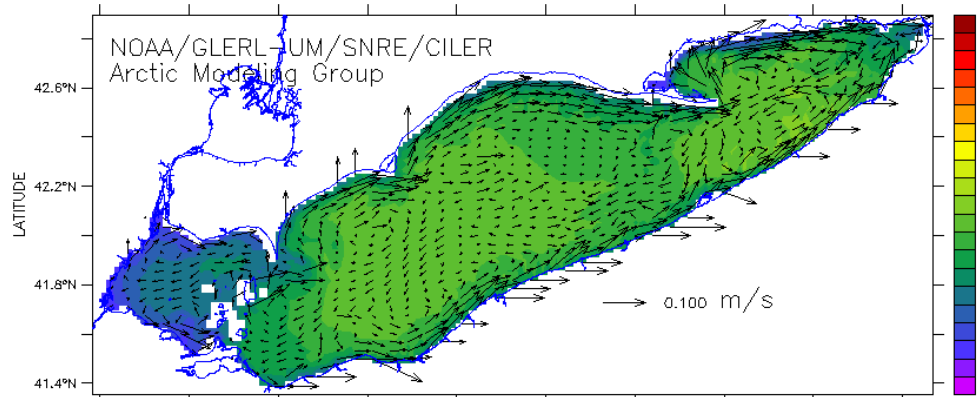 NOAA/GLERL-UM/SNRE/CILER
Arctic Modeling Group
42.6°N
42.2°N
LATITUDE
41.8°N
0.100 m/s
41.4°N